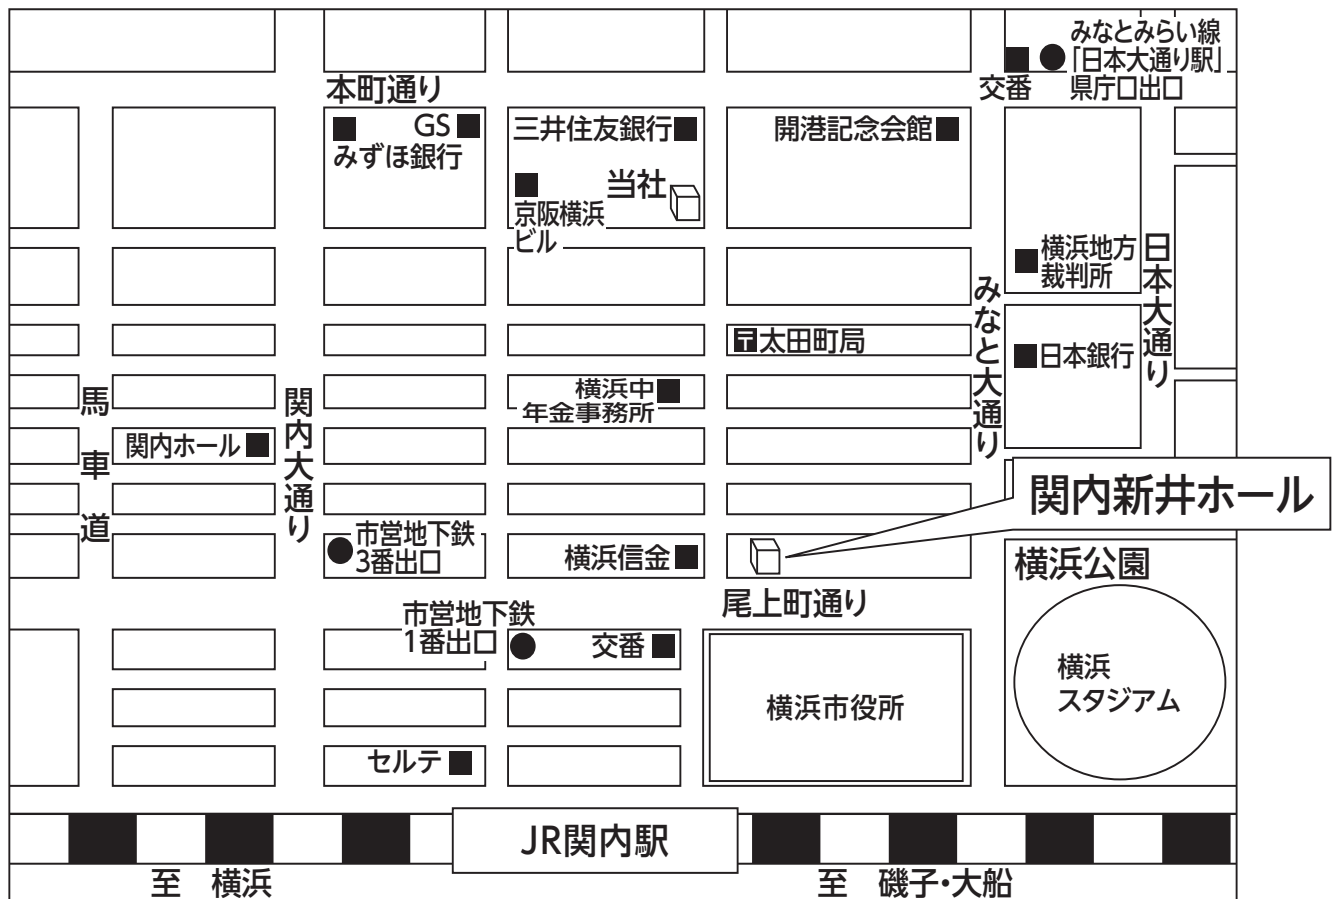 みなとみらい線
「日本大通り駅」
県庁口出口
交番
本町通り
GS
みずほ銀行
三井住友銀行
当社
京阪横浜
ビル
開港記念会館
横浜地方
裁判所
日本大通り
みなと大通り
〒太田町局
日本銀行
横浜中
年金事務所
馬車道
関内大通り
関内ホール
関内新井ホール
市営地下鉄
3番出口
横浜信金
横浜公園
尾上町通り
市営地下鉄
1番出口
交番
横浜市役所
横浜
スタジアム
セルテ
JR関内駅
至　横浜
至　磯子・大船